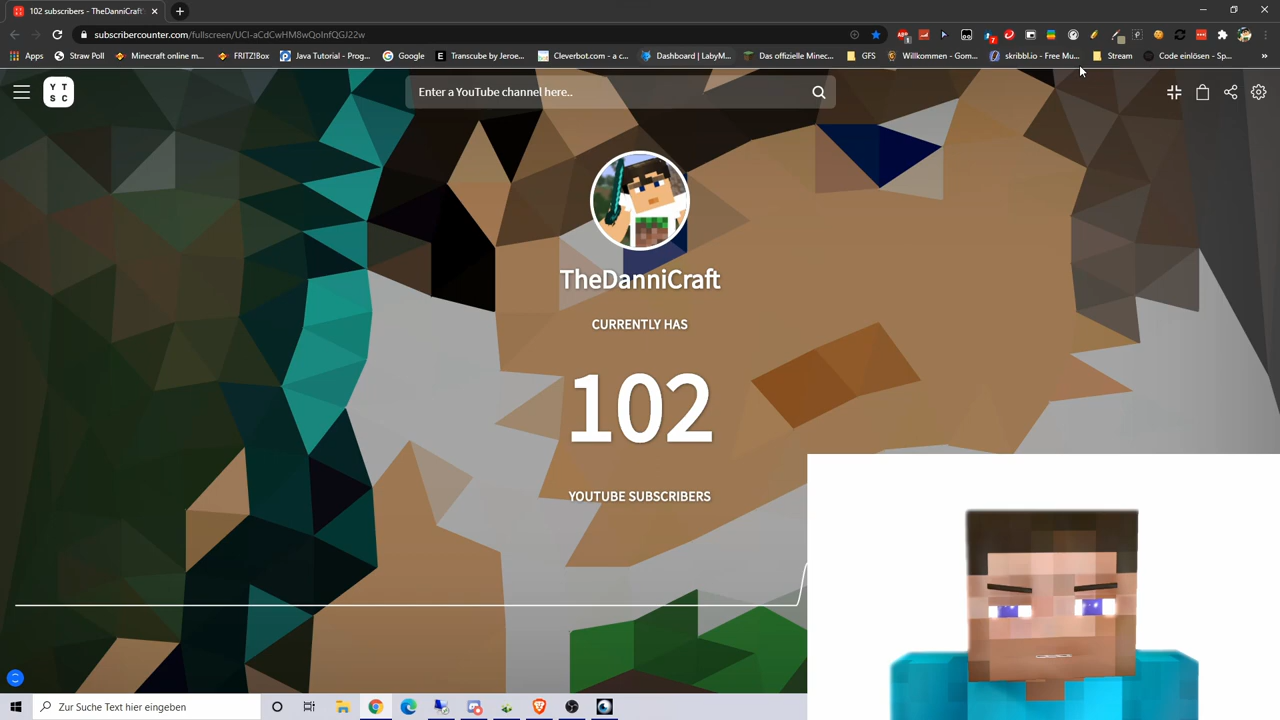 102 subscribers - TheDanniCraft'
subscribercounter.com/fullscreen/UCI-aCdCwHM8wQoInfQGJ22w
Apps Straw Poll Minecraft online m... FRITZ!Box Java Tutorial - Prog... Google Transcube by Jeroe... Cleverbot.com - a c... Dashboard | LabyM... Das offizielle Minec... GFS Willkommen - Gom... skribbl.io - Free Mu... Stream Code einlösen - Sp...
Y T
S C
Enter a YouTube channel here..
TheDanniCraft
CURRENTLY HAS
102
YOUTUBE SUBSCRIBERS
Zur Suche Text hier eingeben